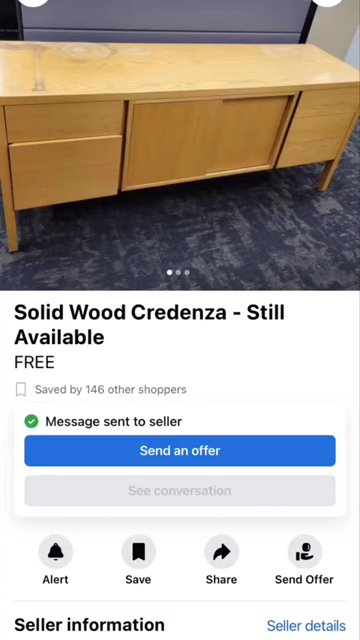 Solid Wood Credenza - Still
Available
FREE
Saved by 146 other shoppers
Message sent to seller
Send an offer
See conversation
Alert
Save
Share
Send Offer
Seller information
Seller details